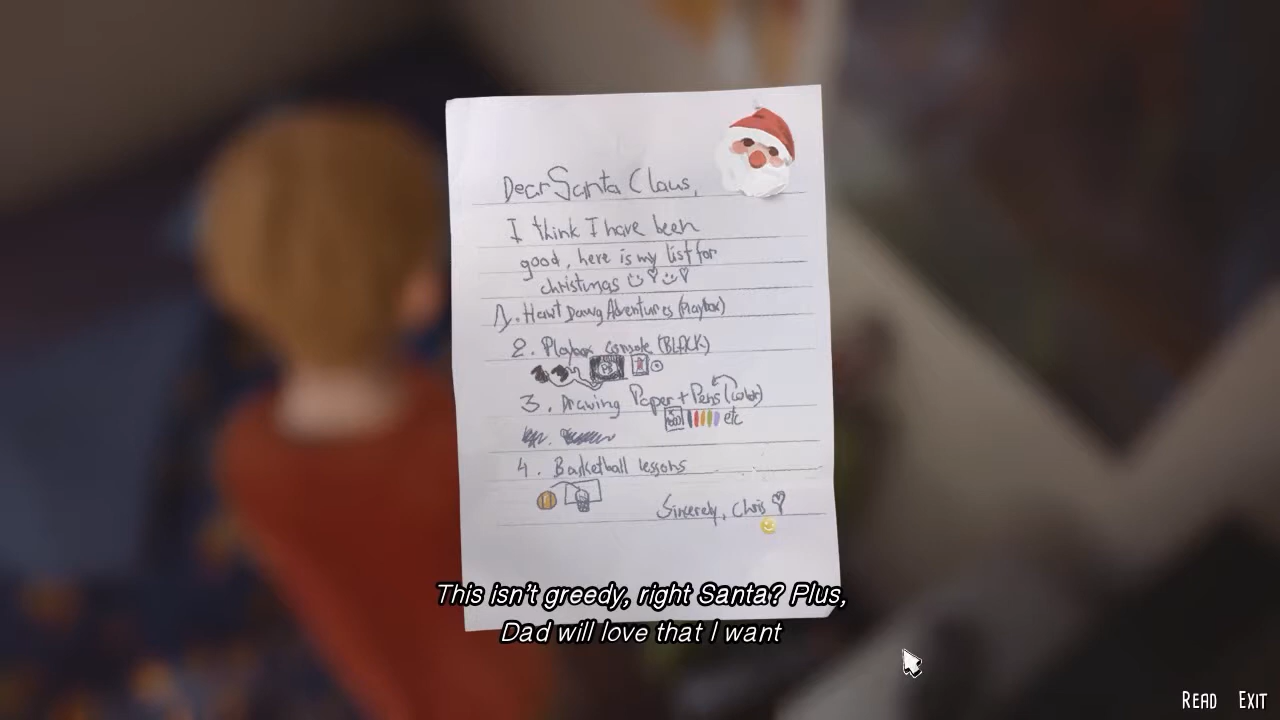 Dear Santa Claus,
I think I have been
good, here is my list for
christmas
1. Hawt Dawg Adventures (Playbox)
2. Playbox console (BLACK)
3. Drawing Paper + Pens (color)
etc
4. Basketball lessons
Sincerely, Chris
This isn't greedy, right Santa? Plus,
Dad will love that I want
READ EXIT